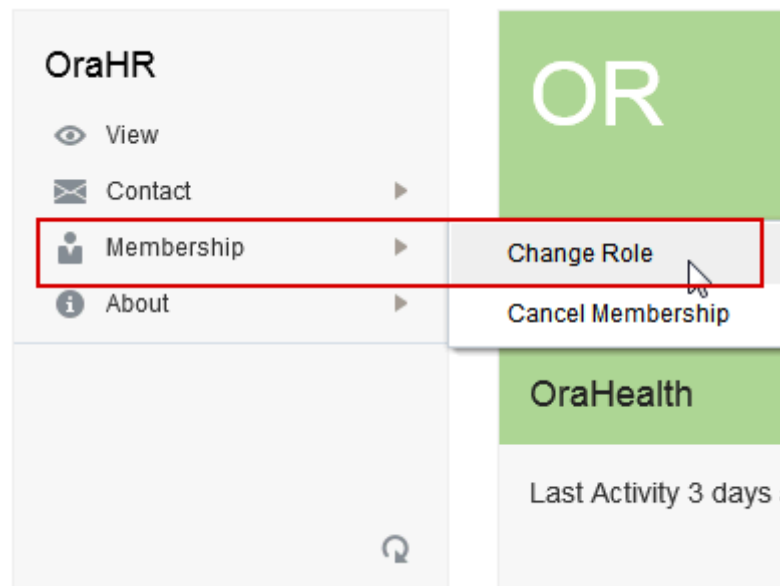 OraHR
View
Contact
Membership
About
OR
Change Role
Cancel Membership
OraHealth
Last Activity 3 days